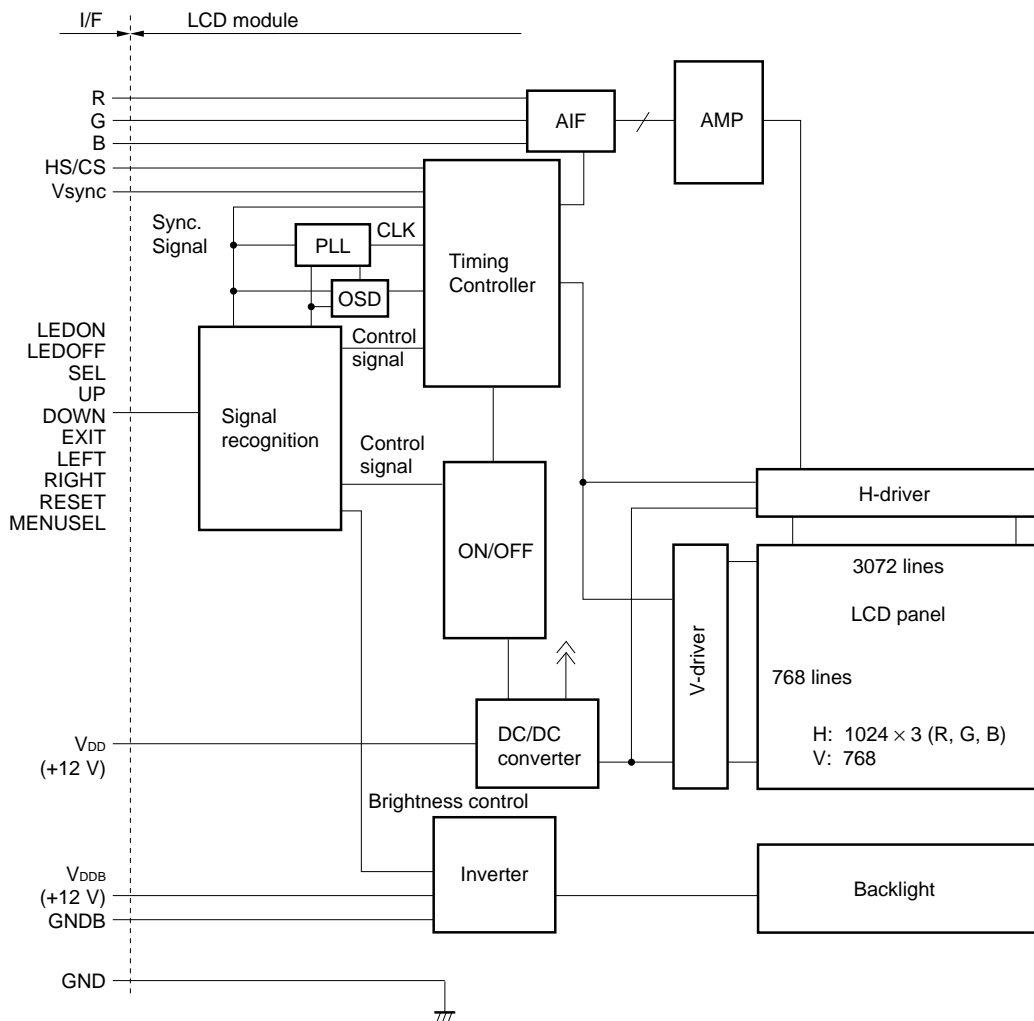 I/F
LCD module
R
G
B
HS/CS
Vsync
AIF
AMP
Sync.
Signal
PLL
CLK
OSD
Timing
Controller
LEDON
LEDOFF
SEL
UP
DOWN
EXIT
LEFT
RIGHT
RESET
MENUSEL
Signal
recognition
Control
signal
Control
signal
ON/OFF
H-driver
V-driver
3072 lines
LCD panel
768 lines
H: 1024 × 3 (R, G, B)
V: 768
VDD
(+12 V)
DC/DC
converter
Brightness control
VDDB
(+12 V)
GNDB
Inverter
Backlight
GND